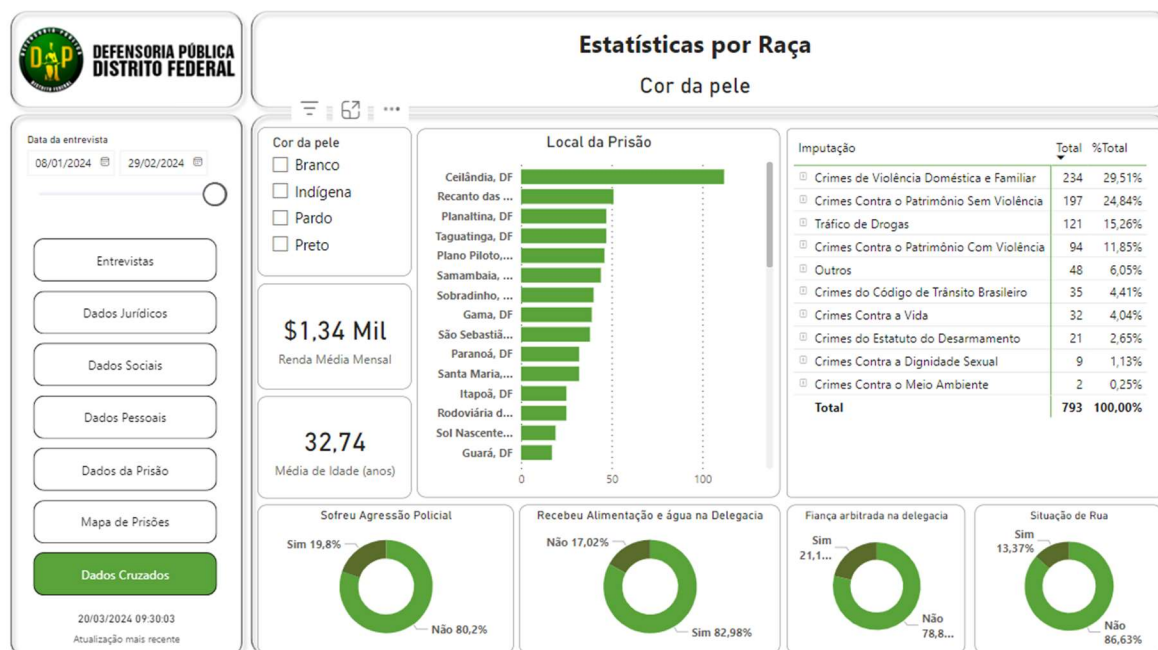 DEFENSORIA PÚBLICA
DISTRITO FEDERAL
Estatísticas por Raça
Cor da pele
Data da entrevista
08/01/2024 29/02/2024
Entrevistas
Dados Jurídicos
Dados Sociais
Dados Pessoais
Dados da Prisão
Mapa de Prisões
Dados Cruzados
20/03/2024 09:30:03
Atualização mais recente
Cor da pele
Branco
Indígena
Pardo
Preto
$1,34 Mil
Renda Média Mensal
32,74
Média de Idade (anos)
Local da Prisão
Ceilândia, DF
Recanto das ...
Planaltina, DF
Taguatinga, DF
Plano Piloto,...
Samambaia, ...
Sobradinho, ...
Gama, DF
São Sebastiã...
Paranoá, DF
Santa Maria,...
Itapoã, DF
Rodoviária d...
Sol Nascente...
Guará, DF
0 50 100
Imputação Total %Total
Crimes de Violência Doméstica e Familiar 234 29,51%
Crimes Contra o Patrimônio Sem Violência 197 24,84%
Tráfico de Drogas 121 15,26%
Crimes Contra o Patrimônio Com Violência 94 11,85%
Outros 48 6,05%
Crimes do Código de Trânsito Brasileiro 35 4,41%
Crimes Contra a Vida 32 4,04%
Crimes do Estatuto do Desarmamento 21 2,65%
Crimes Contra a Dignidade Sexual 9 1,13%
Crimes Contra o Meio Ambiente 2 0,25%
Total 793 100,00%
Sofreu Agressão Policial
Sim 19,8%
Não 80,2%
Recebeu Alimentação e água na Delegacia
Não 17,02%
Sim 82,98%
Fiança arbitrada na delegacia
Sim
21,1...
Não
78,8...
Situação de Rua
Sim
13,37%
Não
86,63%